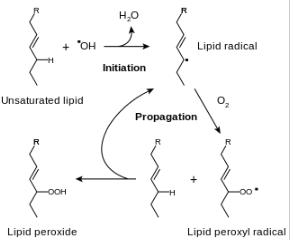 R
H₂O
R
H
+
•OH
Lipid radical
Initiation
Unsaturated lipid
O₂
Propagation
R
R
R
OOH
H
+
OO•
Lipid peroxide
Lipid peroxyl radical